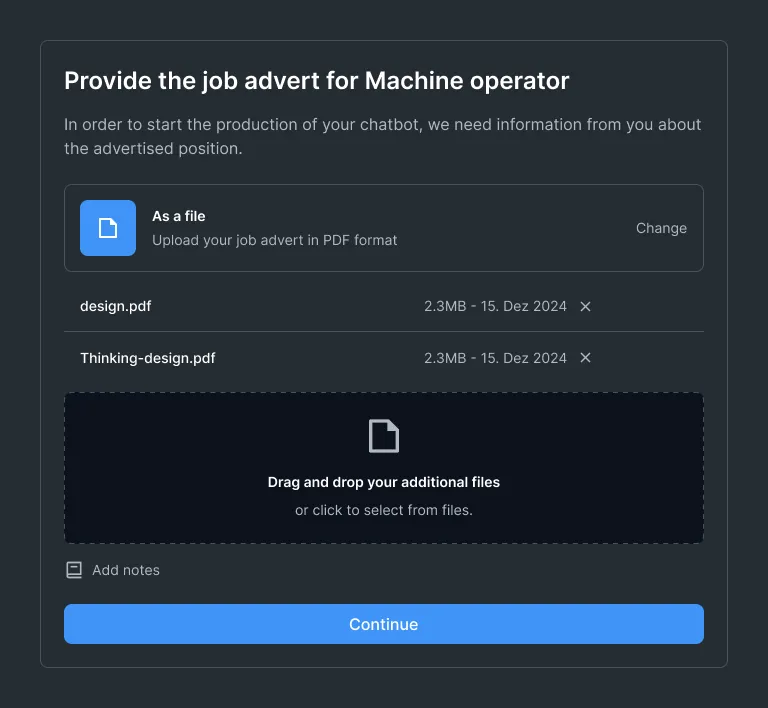 Provide the job advert for Machine operator
In order to start the production of your chatbot, we need information from you about
the advertised position.
As a file
Upload your job advert in PDF format
Change
design.pdf
2.3MB - 15. Dez 2024
Thinking-design.pdf
2.3MB - 15. Dez 2024
Drag and drop your additional files
or click to select from files.
Add notes
Continue